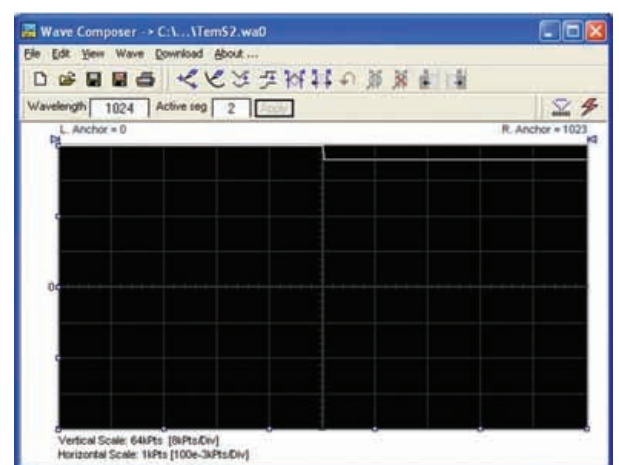 Wave Composer -> C:\...\TemS2.wa0
File Edit View Wave Download About ...
Wavelength 1024 Active seg 2 Apply
L. Anchor = 0 R. Anchor = 1023
0
Vertical Scale: 64kPts [8kPts/Div]
Horizontal Scale: 1kPts [100e-3kPts/Div]